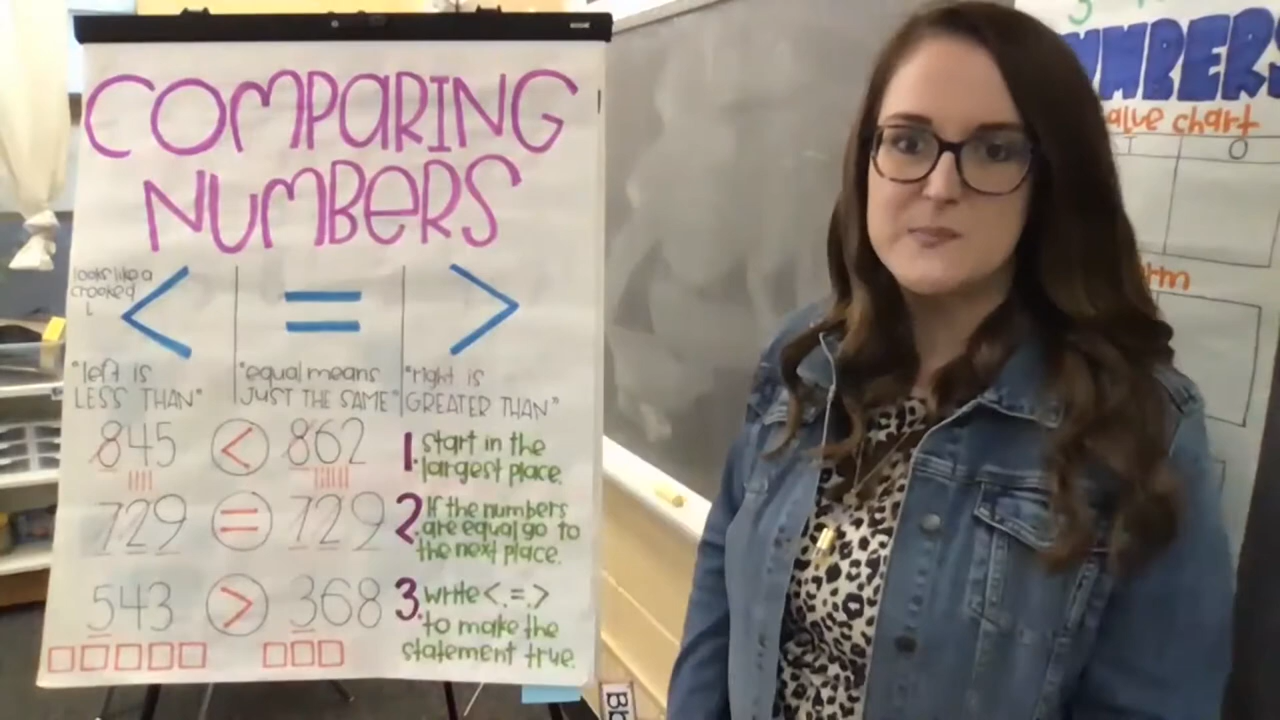 COMPARING
NUMBERS
looks like a
crooked
L
< = >
"left is
LESS THAN"
"equal means
JUST THE SAME"
"right is
GREATER THAN"
845 < 862
729 = 729
543 > 368
1. Start in the
largest place.
2. If the numbers
are equal go to
the next place.
3. write <, =, >
to make the
statement true.
chart
T O
Bb